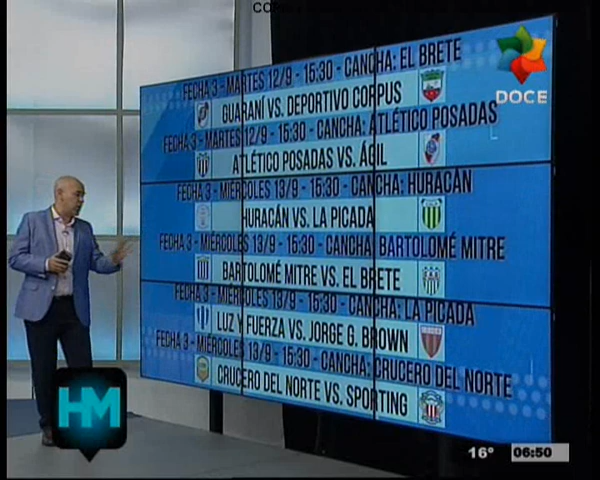 DOCE
FECHA 3 - MARTES 12/9 - 15:30 - CANCHA: EL BRETE
GUARANÍ VS. DEPORTIVO CORPUS
FECHA 3 - MARTES 12/9 - 15:30 - CANCHA: ATLÉTICO POSADAS
ATLÉTICO POSADAS VS. ÁGIL
FECHA 3 - MIÉRCOLES 13/9 - 15:30 - CANCHA: HURACÁN
HURACÁN VS. LA PICADA
FECHA 3 - MIÉRCOLES 13/9 - 15:30 - CANCHA: BARTOLOMÉ MITRE
BARTOLOMÉ MITRE VS. EL BRETE
FECHA 3 - MIÉRCOLES 13/9 - 15:30 - CANCHA: LA PICADA
LUZ Y FUERZA VS. JORGE G. BROWN
FECHA 3 - MIÉRCOLES 13/9 - 15:30 - CANCHA: CRUCERO DEL NORTE
CRUCERO DEL NORTE VS. SPORTING
HM
16° 06:50